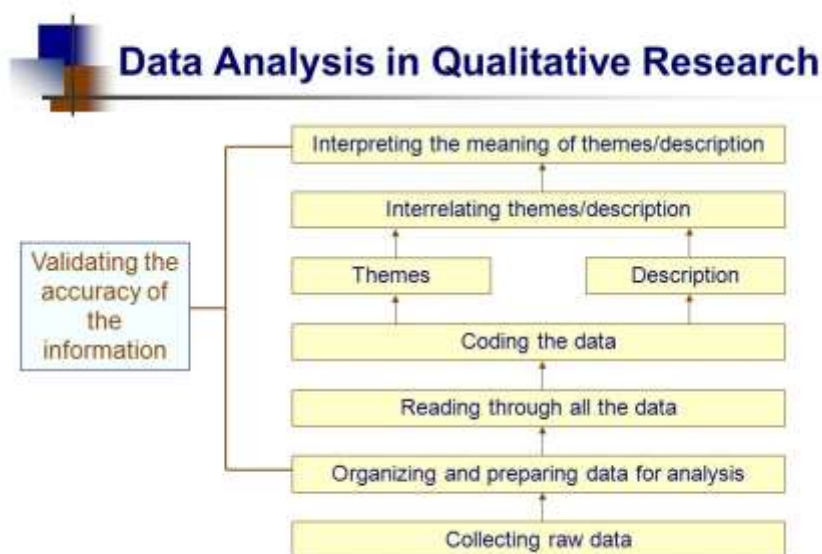 Data Analysis in Qualitative Research
Interpreting the meaning of themes/description
Interrelating themes/description
Validating the
accuracy of
the
information
Themes
Description
Coding the data
Reading through all the data
Organizing and preparing data for analysis
Collecting raw data